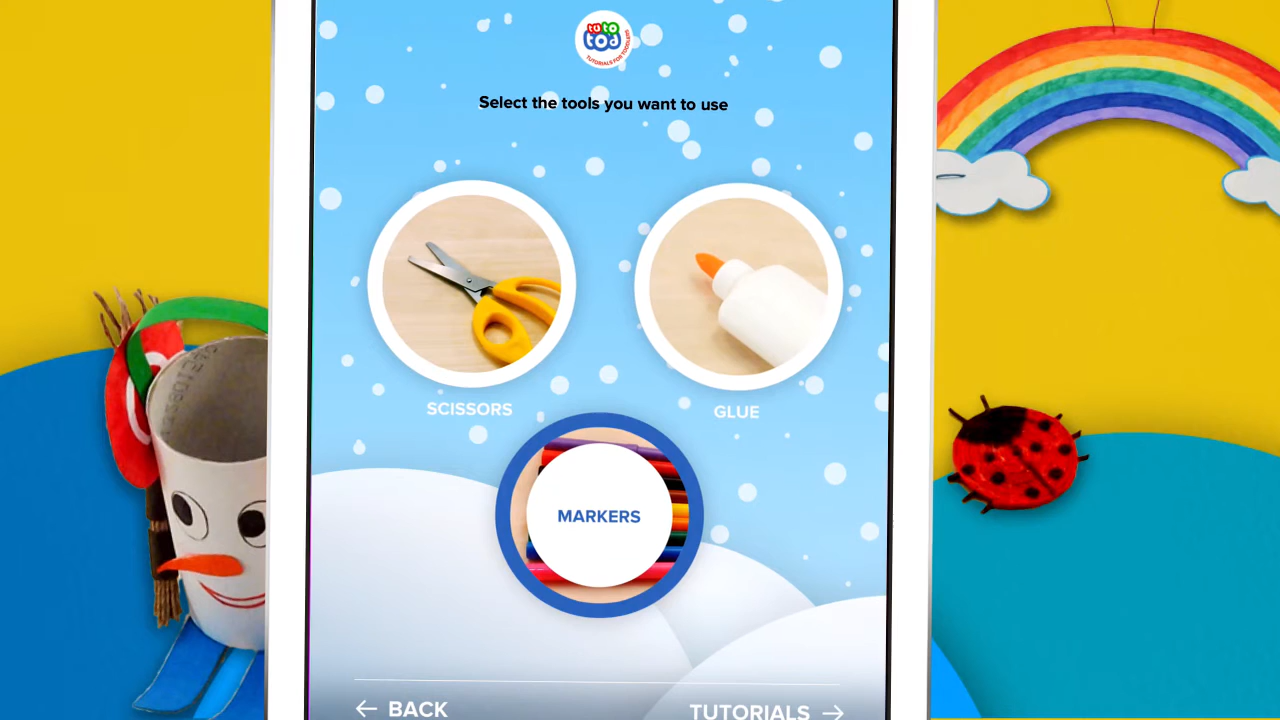 tu to
tod
TUTORIALS FOR TODDLERS
Select the tools you want to use
SCISSORS
GLUE
MARKERS
← BACK
TUTORIALS →